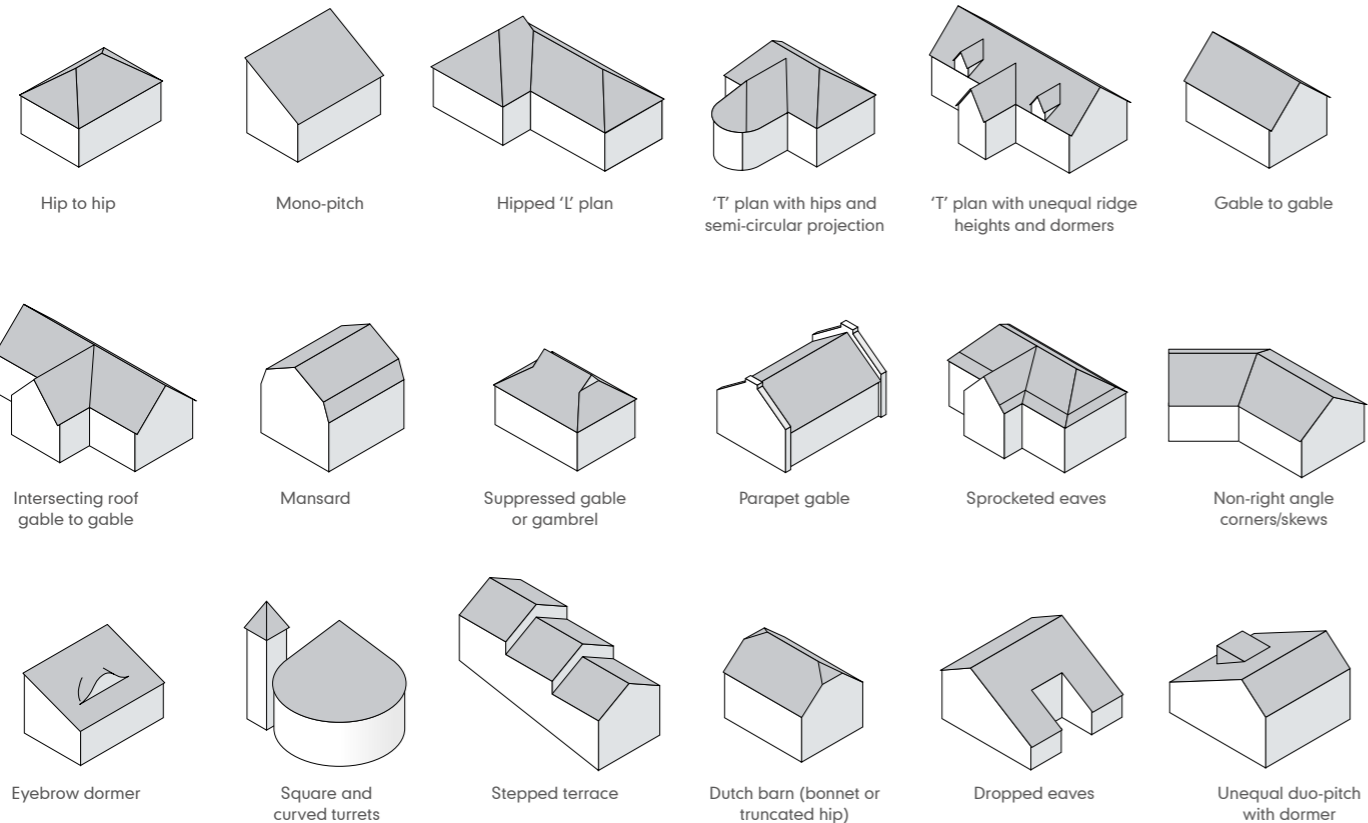 Hip to hip
Mono-pitch
Hipped ‘L’ plan
‘T’ plan with hips and
semi-circular projection
‘T’ plan with unequal ridge
heights and dormers
Gable to gable
Intersecting roof
gable to gable
Mansard
Suppressed gable
or gambrel
Parapet gable
Sprocketed eaves
Non-right angle
corners/skews
Eyebrow dormer
Square and
curved turrets
Stepped terrace
Dutch barn (bonnet or
truncated hip)
Dropped eaves
Unequal duo-pitch
with dormer